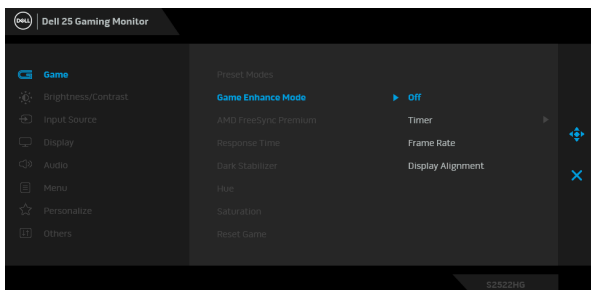 DELL
Dell 25 Gaming Monitor
Game
Brightness/Contrast
Input Source
Display
Audio
Menu
Personalize
Others
Preset Modes
Game Enhance Mode
AMD FreeSync Premium
Response Time
Dark Stabilizer
Hue
Saturation
Reset Game
Off
Timer
Frame Rate
Display Alignment
S2522HG